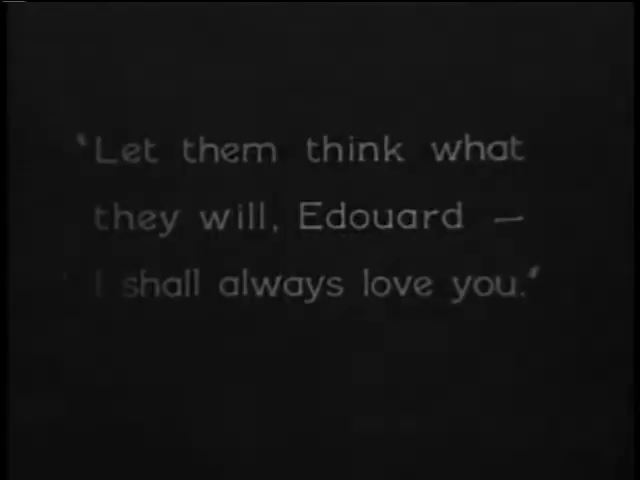 "Let them think what
they will, Edouard —
I shall always love you."